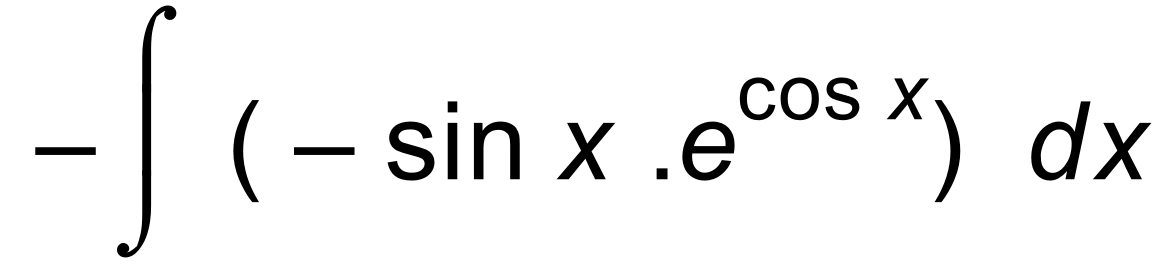 −∫ (− sin x .e^{cos x}) dx